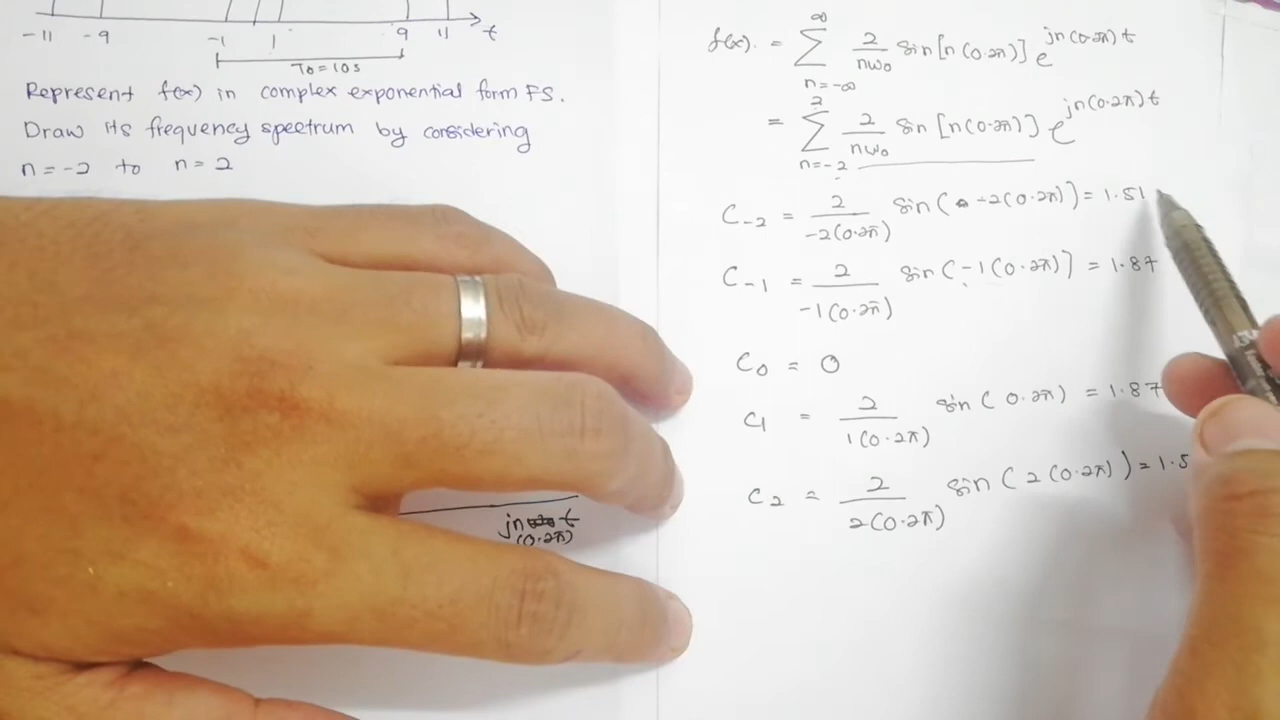 -11 -9 -1 1 9 11 t
T₀ = 10s
Represent f(x) in complex exponential form FS.
Draw its frequency spectrum by considering
n = -2 to n = 2
jn t
(0.2π)
f(x). = ∞ ∑ n=-∞ 2/nω₀ sin[n(0.2π)] e^jn(0.2π)t
= 2 ∑ n=-2 2/nω₀ sin[n(0.2π)] e^jn(0.2π)t
C₋₂ = 2/-2(0.2π) sin(-2(0.2π)] = 1.51
C₋₁ = 2/-1(0.2π) sin(-1(0.2π)] = 1.87
C₀ = 0
C₁ = 2/1(0.2π) sin(0.2π) = 1.87
C₂ = 2/2(0.2π) sin(2(0.2π)) = 1.5